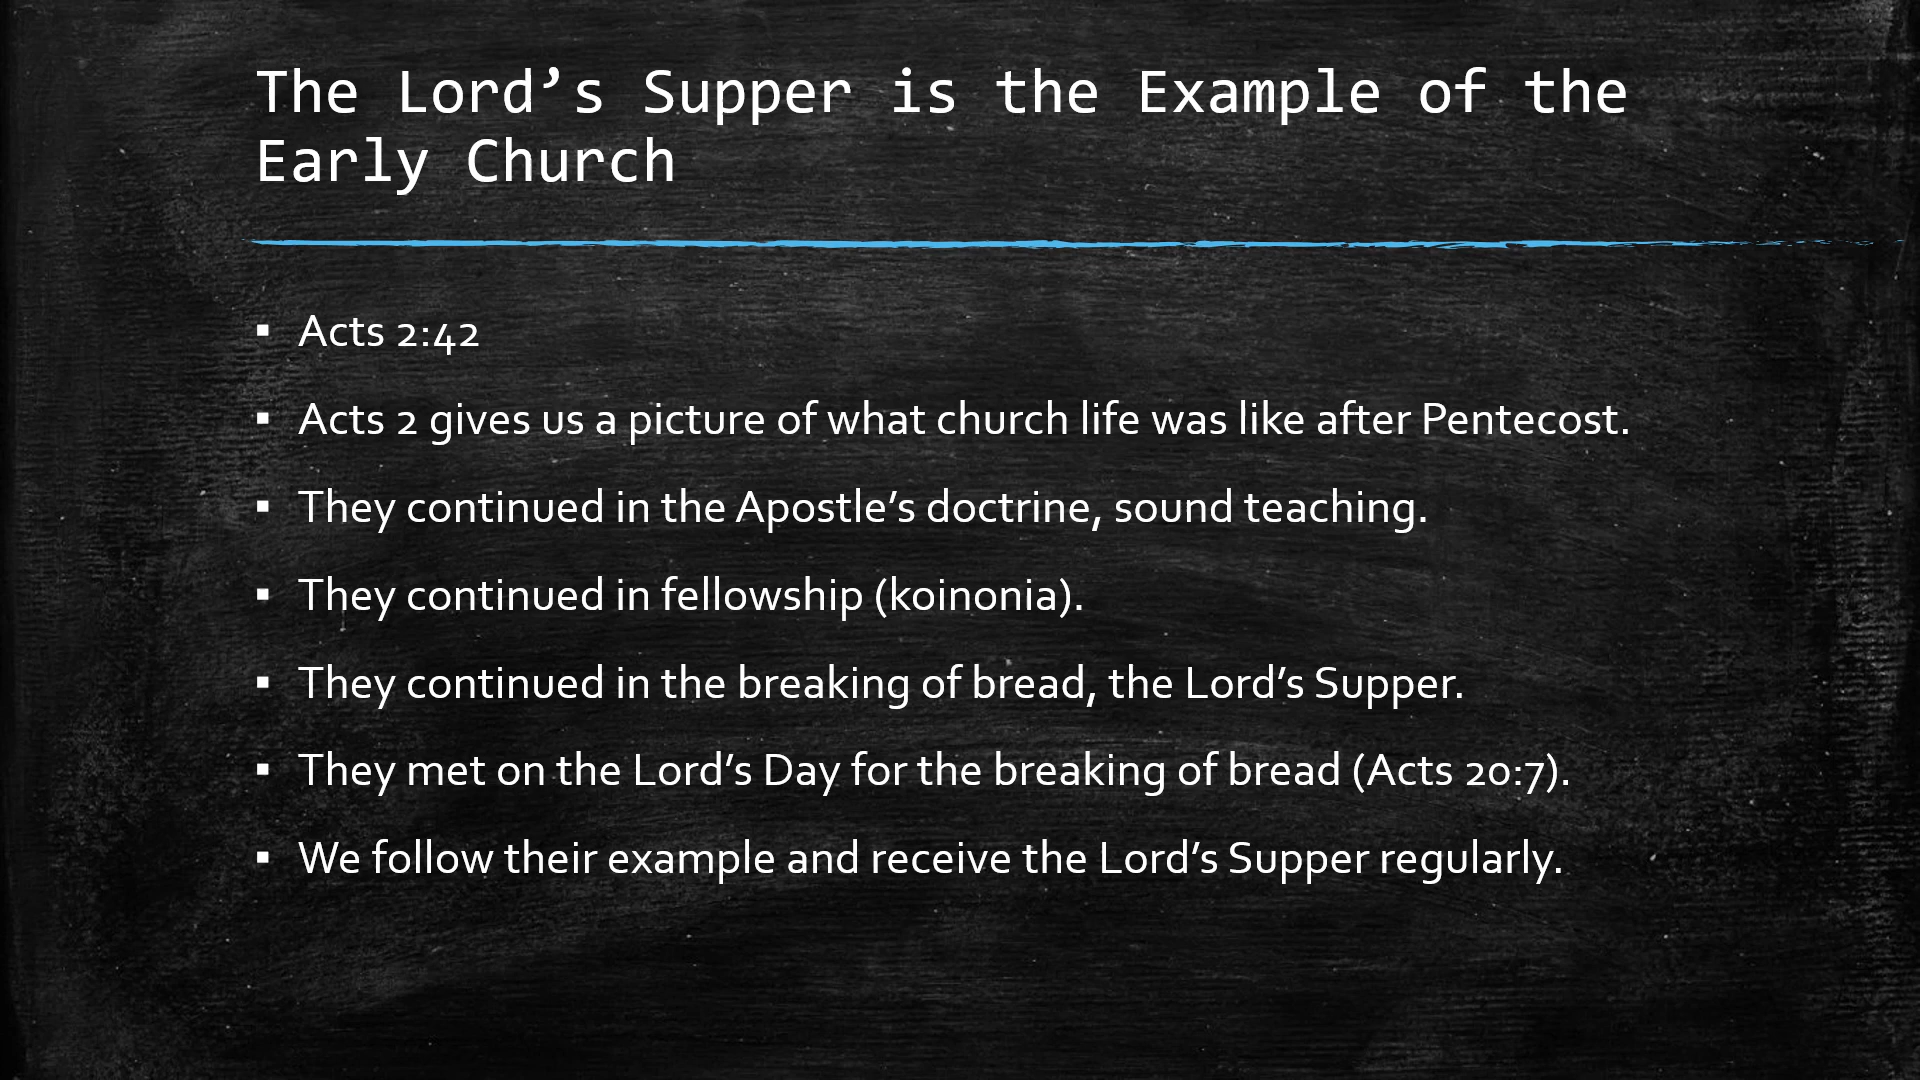 The Lord’s Supper is the Example of the
Early Church
▪ Acts 2:42
▪ Acts 2 gives us a picture of what church life was like after Pentecost.
▪ They continued in the Apostle’s doctrine, sound teaching.
▪ They continued in fellowship (koinonia).
▪ They continued in the breaking of bread, the Lord’s Supper.
▪ They met on the Lord’s Day for the breaking of bread (Acts 20:7).
▪ We follow their example and receive the Lord’s Supper regularly.